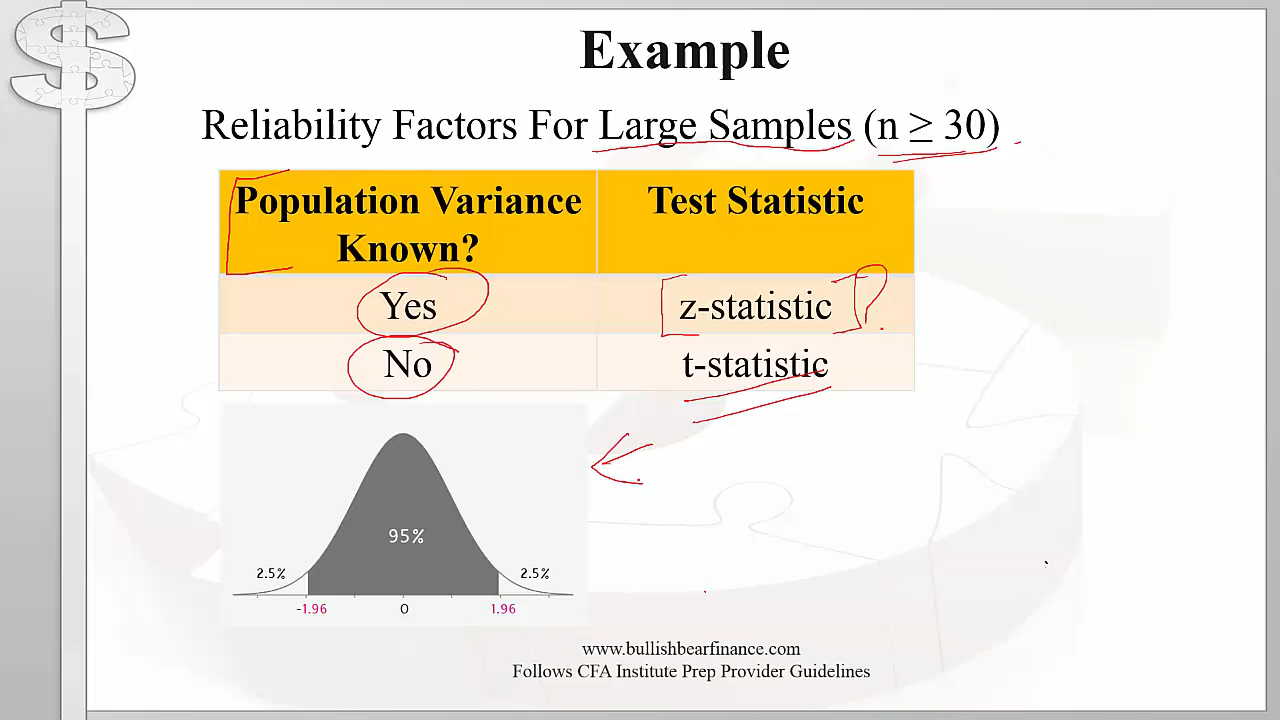 Example
Reliability Factors For Large Samples (n ≥ 30)
Population Variance Known?
Test Statistic
Yes
z-statistic
?
No
t-statistic
95%
2.5%
2.5%
-1.96
0
1.96
www.bullishbearfinance.com
Follows CFA Institute Prep Provider Guidelines